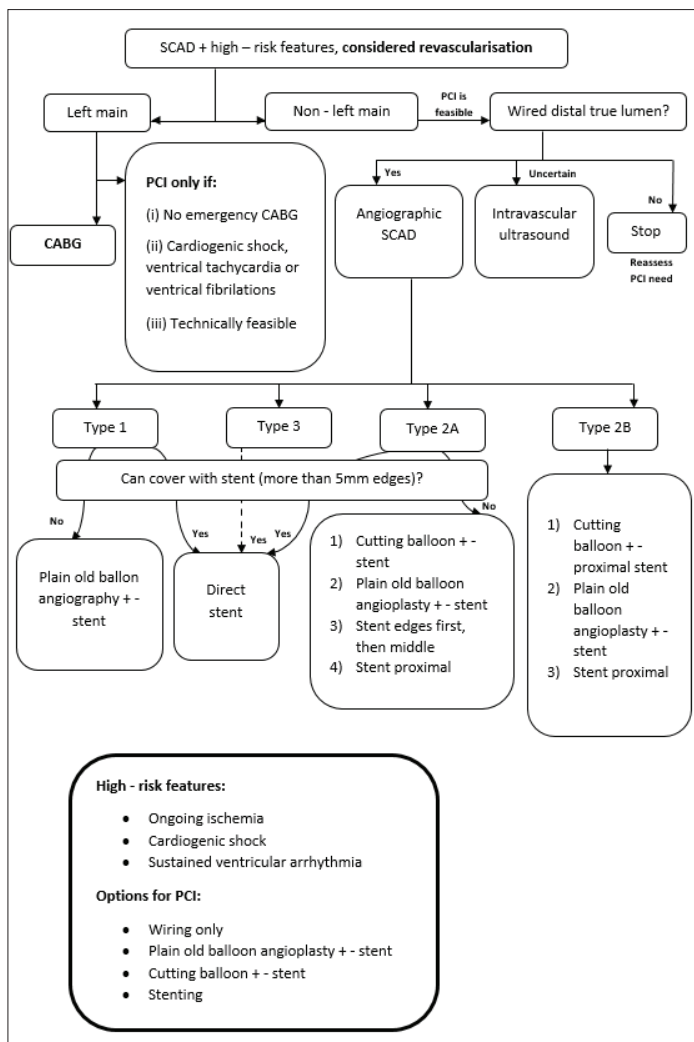 SCAD + high – risk features, considered revascularisation
Left main
Non - left main
PCI is
feasible
Wired distal true lumen?
PCI only if:
(i) No emergency CABG
(ii) Cardiogenic shock,
ventrical tachycardia or
ventrical fibrilations
(iii) Technically feasible
CABG
Yes
Uncertain
No
Angiographic
SCAD
Intravascular
ultrasound
Stop
Reassess
PCI need
Type 1
Type 3
Type 2A
Type 2B
Can cover with stent (more than 5mm edges)?
No
Yes
Yes
Yes
No
Plain old ballon
angiography + -
stent
Direct
stent
1) Cutting balloon + -
stent
2) Plain old balloon
angioplasty + - stent
3) Stent edges first,
then middle
4) Stent proximal
1) Cutting
balloon + -
proximal stent
2) Plain old
balloon
angioplasty + -
stent
3) Stent proximal
High - risk features:
• Ongoing ischemia
• Cardiogenic shock
• Sustained ventricular arrhythmia
Options for PCI:
• Wiring only
• Plain old balloon angioplasty + - stent
• Cutting balloon + - stent
• Stenting